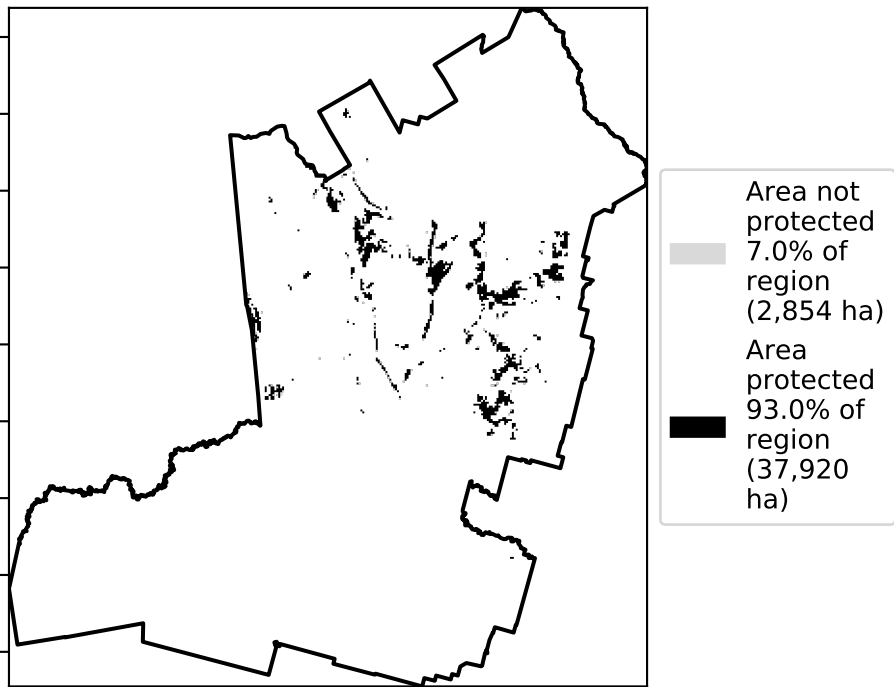 Area not
protected
7.0% of
region
(2,854 ha)
Area
protected
93.0% of
region
(37,920
ha)